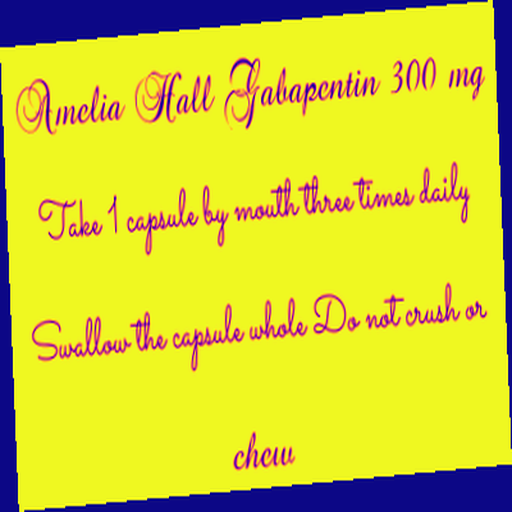 Amelia Hall Gabapentin 300 mg
Take 1 capsule by mouth three times daily
Swallow the capsule whole Do not crush or
chew